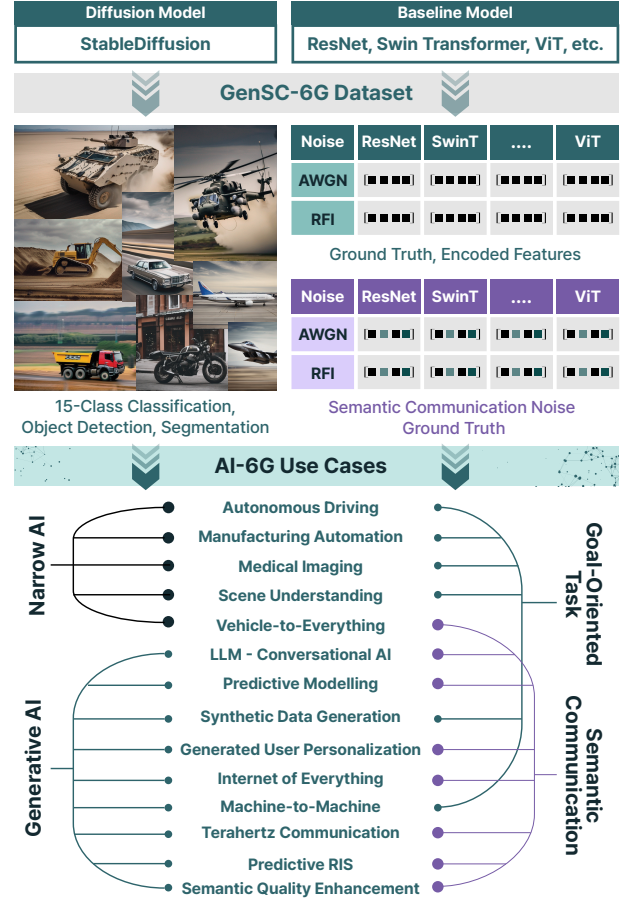 Diffusion Model
StableDiffusion
Baseline Model
ResNet, Swin Transformer, ViT, etc.
GenSC-6G Dataset
Noise ResNet SwinT .... ViT
AWGN
RFI
Ground Truth, Encoded Features
Noise ResNet SwinT .... ViT
AWGN
RFI
15-Class Classification,
Object Detection, Segmentation
Semantic Communication Noise
Ground Truth
AI-6G Use Cases
Narrow AI
Generative AI
Autonomous Driving
Manufacturing Automation
Medical Imaging
Scene Understanding
Vehicle-to-Everything
LLM - Conversational AI
Predictive Modelling
Synthetic Data Generation
Generated User Personalization
Internet of Everything
Machine-to-Machine
Terahertz Communication
Predictive RIS
Semantic Quality Enhancement
Goal-Oriented
Task
Semantic
Communication